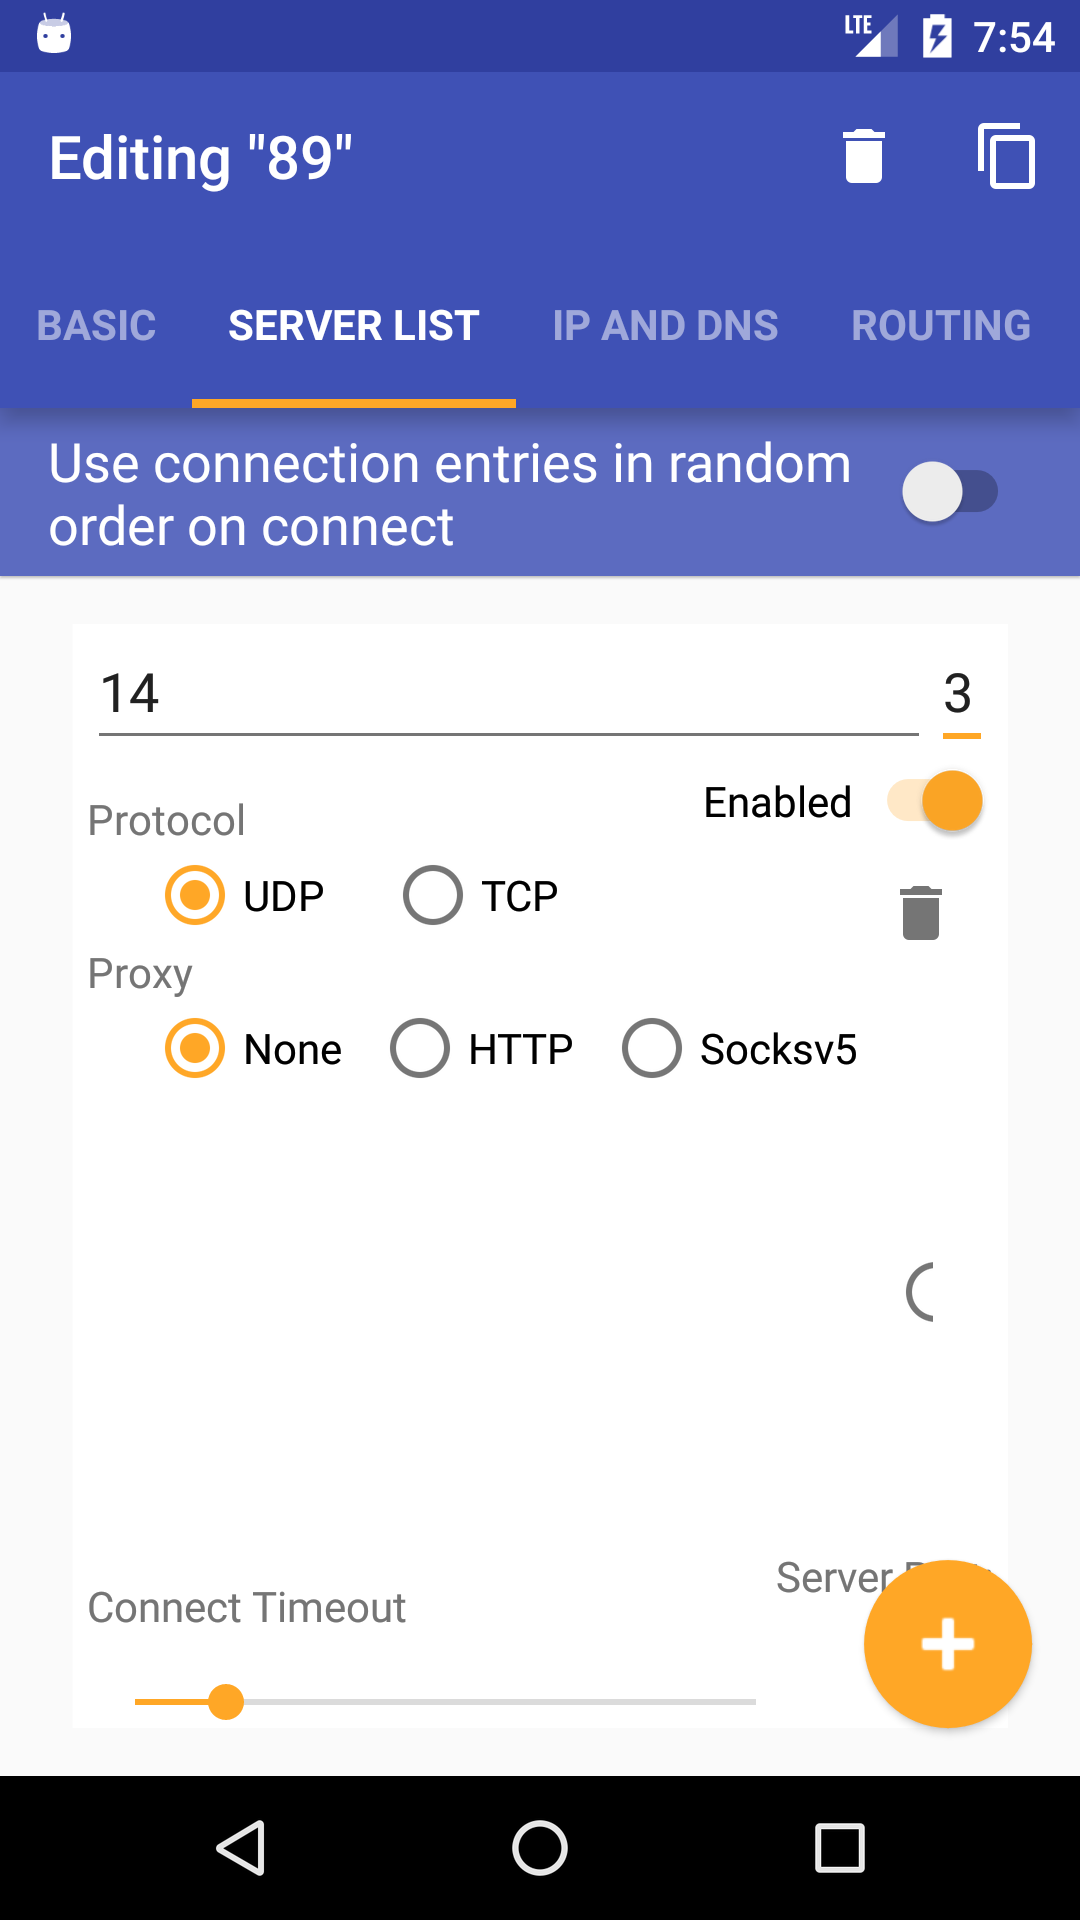 LTE 7:54
Editing "89"
BASIC SERVER LIST IP AND DNS ROUTING
Use connection entries in random
order on connect
14 3
Enabled
Protocol
UDP TCP
Proxy
None HTTP Socksv5
Server
Connect Timeout